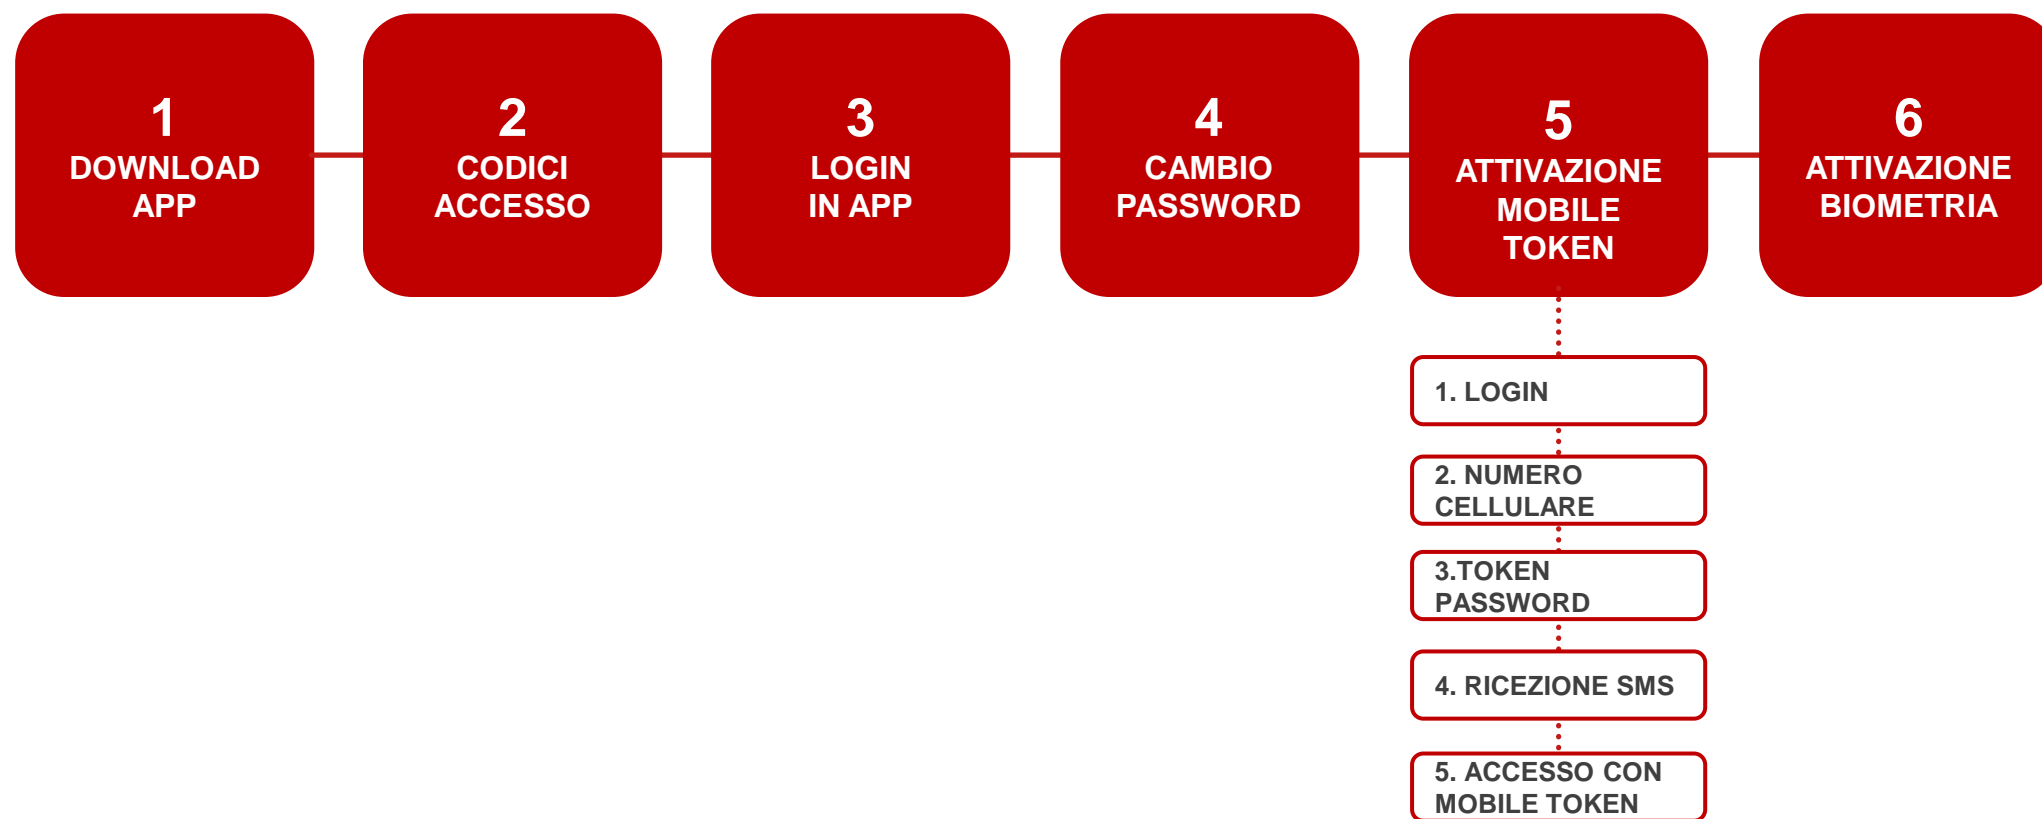 1
DOWNLOAD
APP
2
CODICI
ACCESSO
3
LOGIN
IN APP
4
CAMBIO
PASSWORD
5
ATTIVAZIONE
MOBILE
TOKEN
6
ATTIVAZIONE
BIOMETRIA
1. LOGIN
2. NUMERO
CELLULARE
3.TOKEN
PASSWORD
4. RICEZIONE SMS
5. ACCESSO CON
MOBILE TOKEN